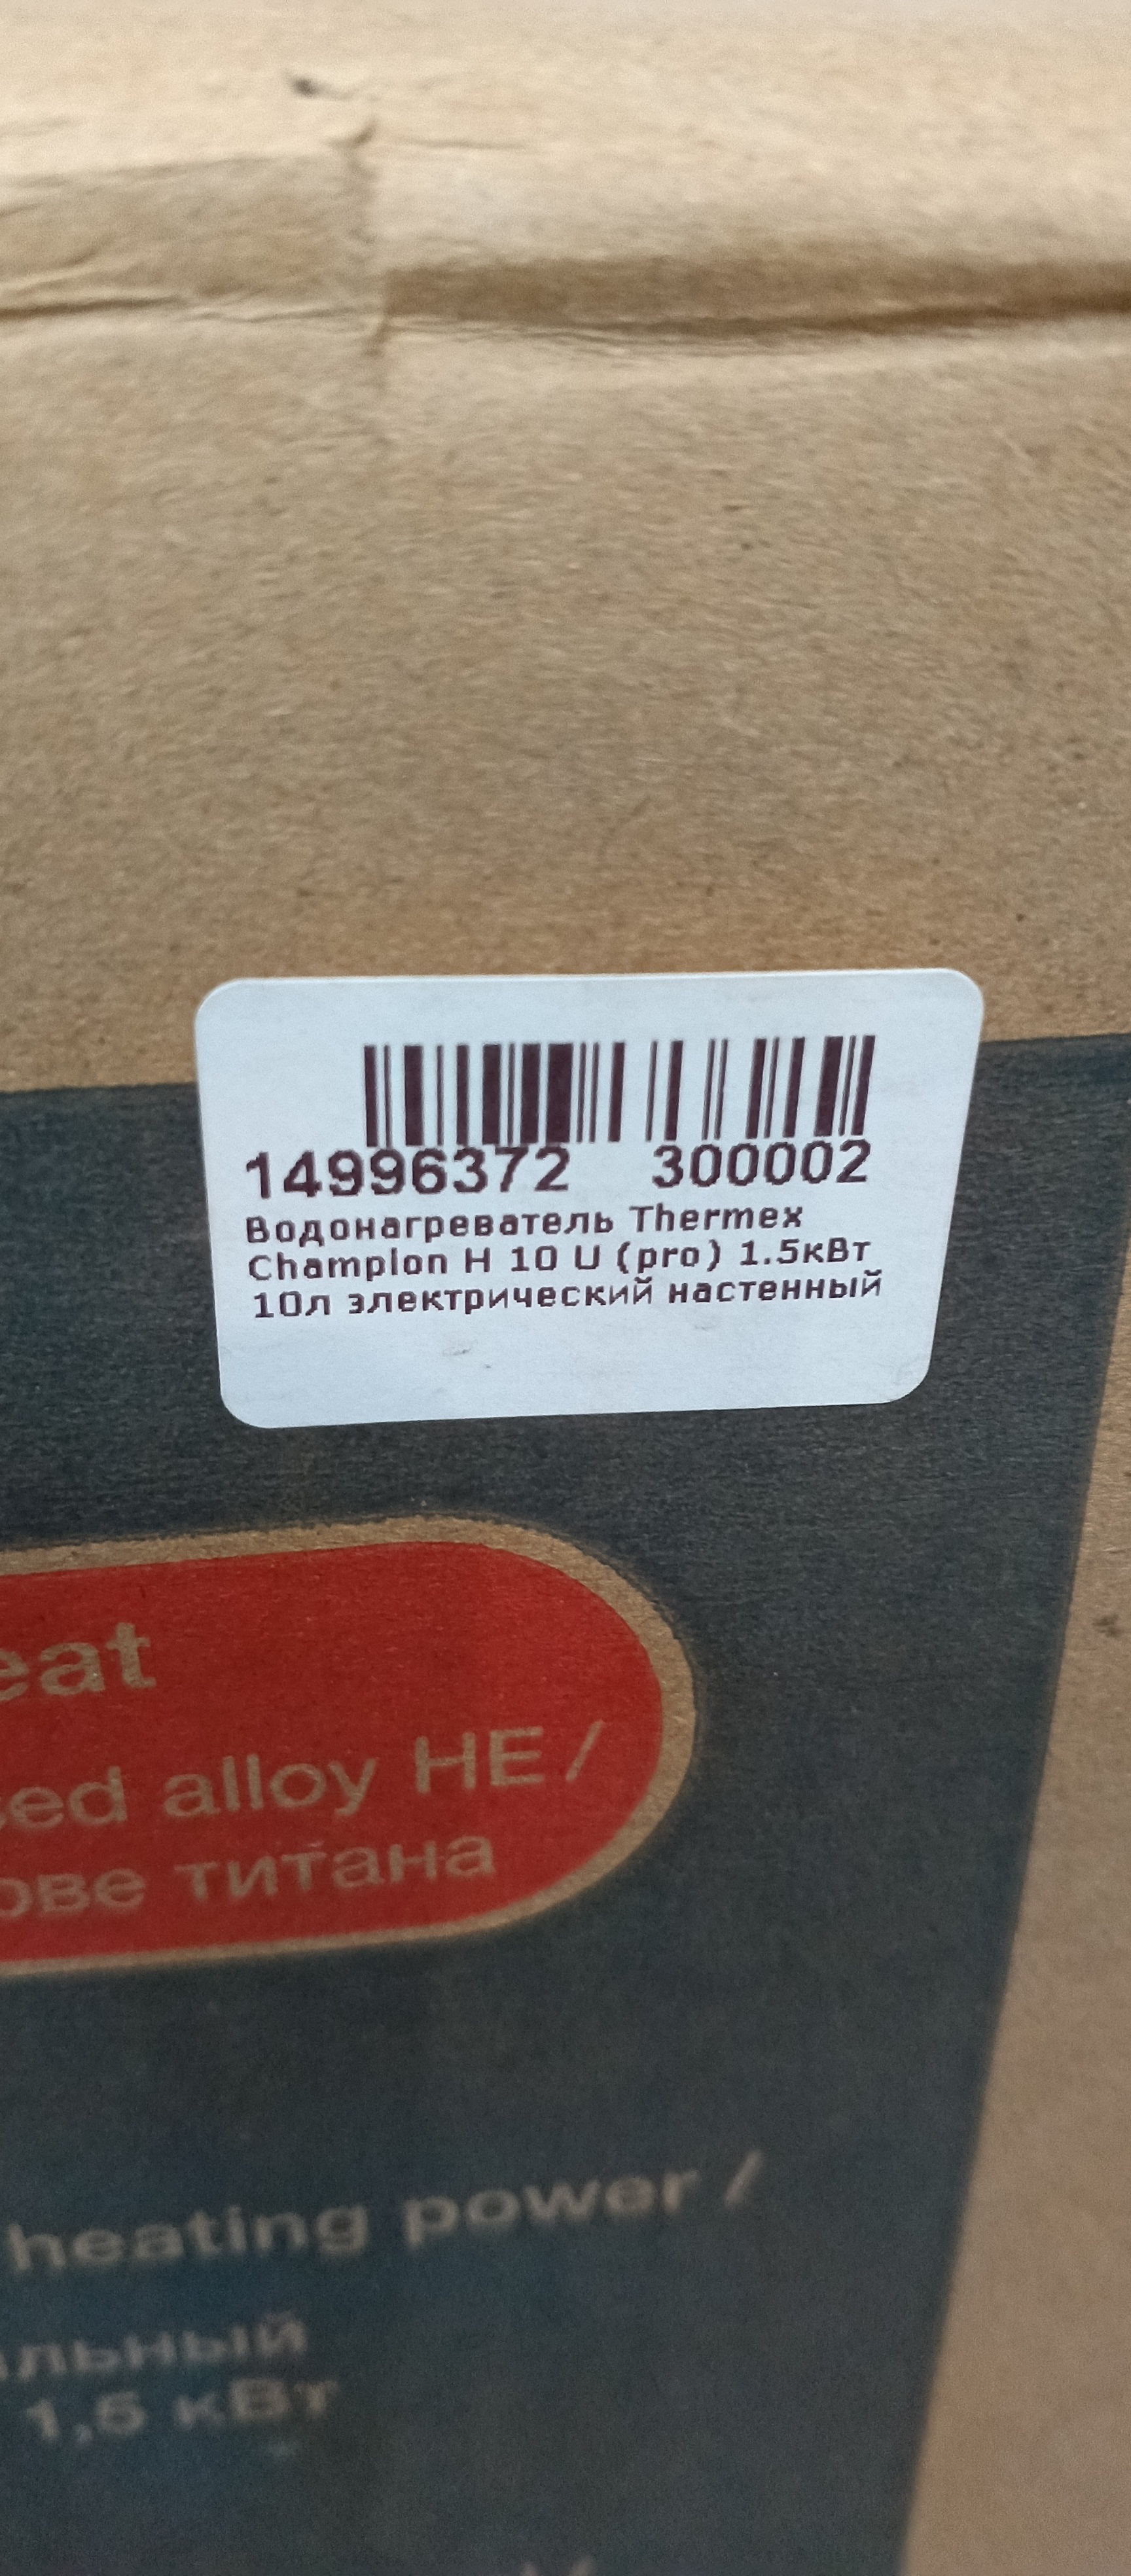 14996372 300002
Водонагреватель Thermex
Champion H 10 U (pro) 1.5кВт
10л электрический настенный
eat
sed alloy HE /
ове титана
heating power /
альный
1,5 кВт